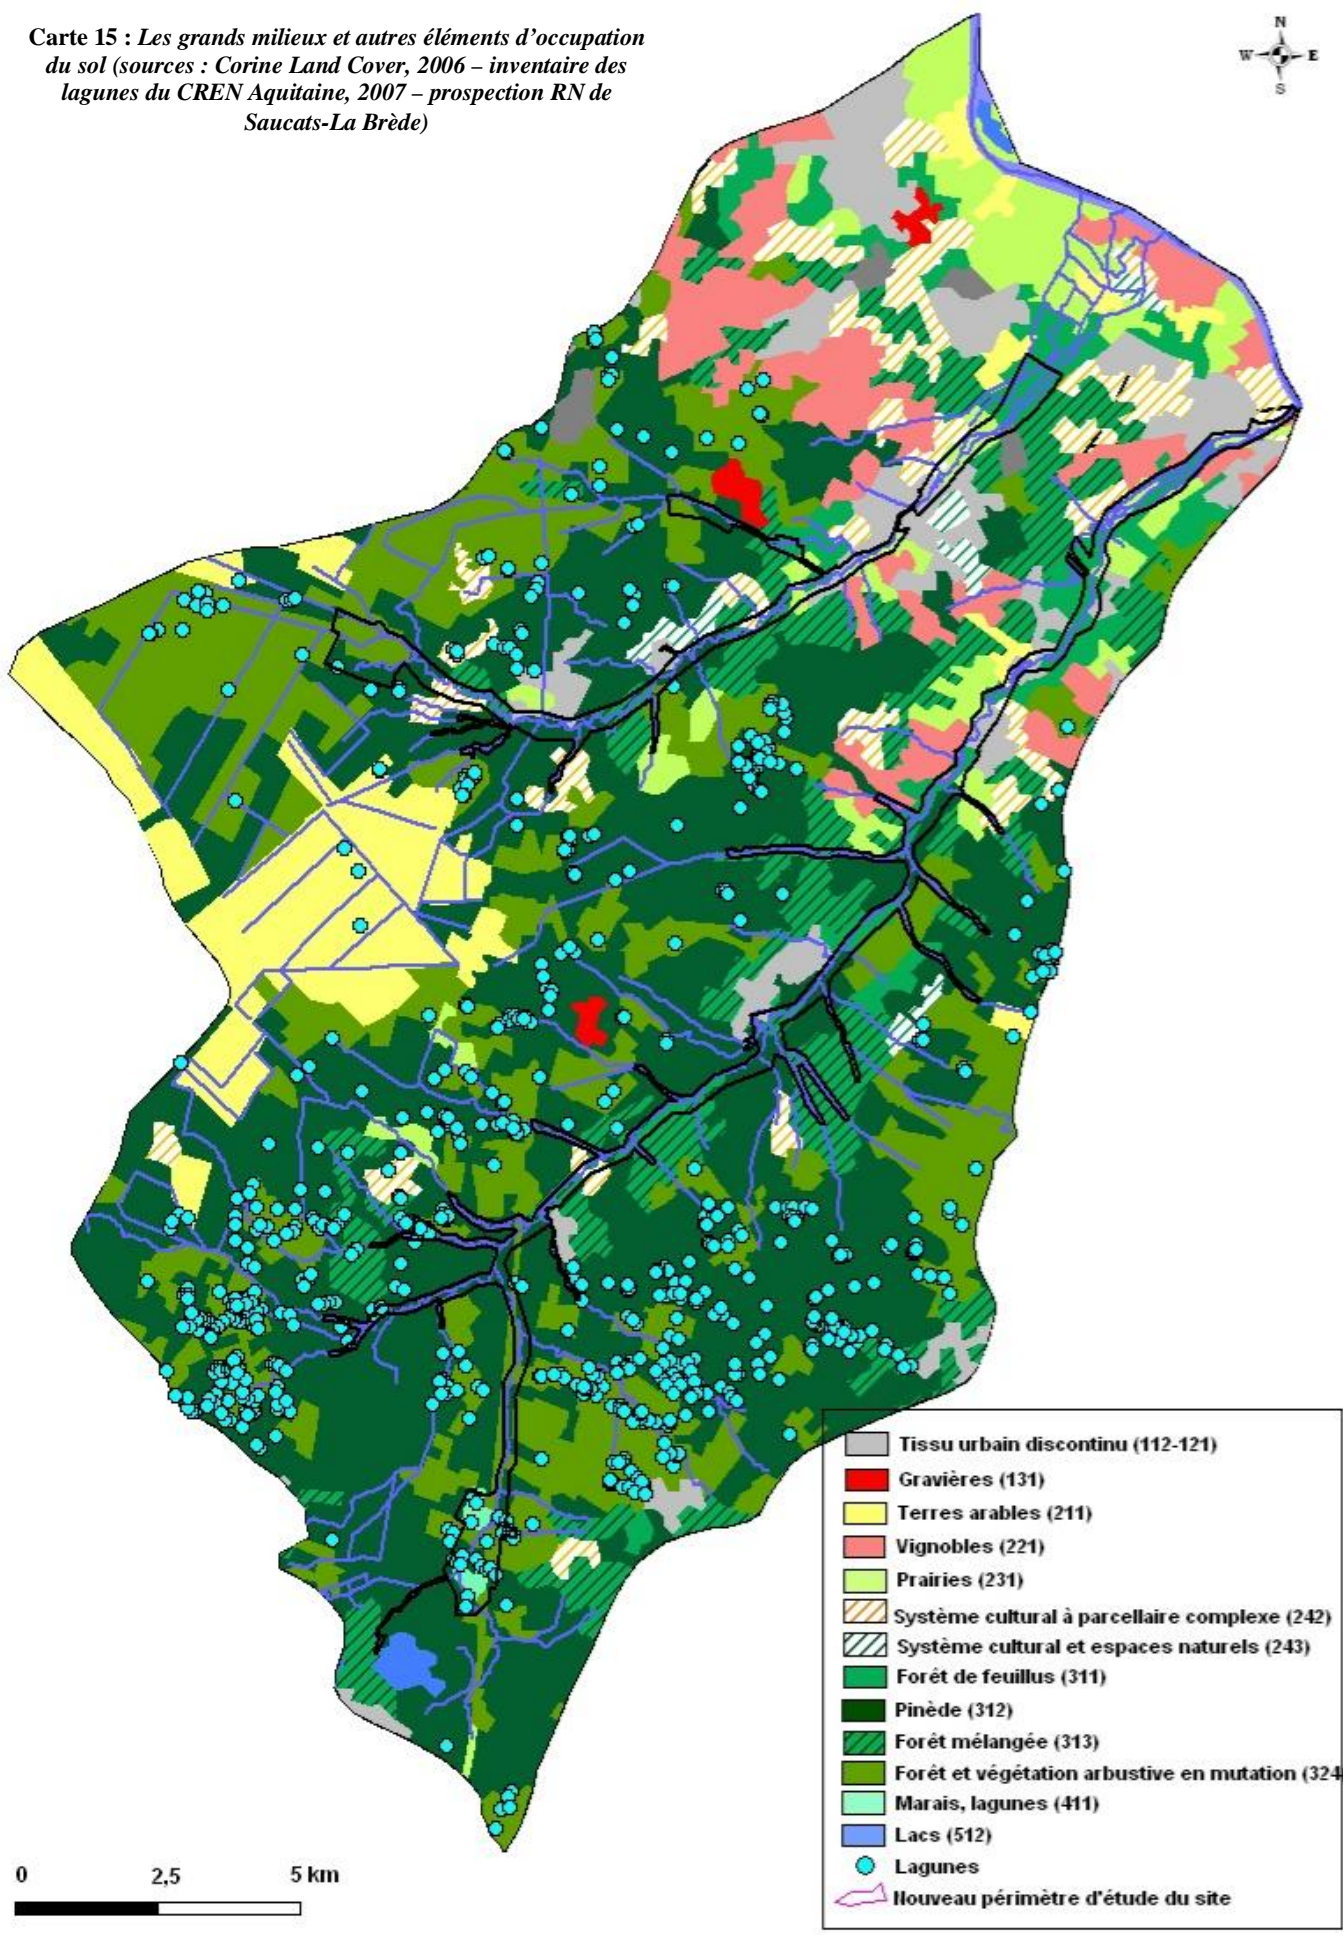 Carte 15 : Les grands milieux et autres éléments d'occupation
du sol (sources : Corine Land Cover, 2006 – inventaire des
lagunes du CREN Aquitaine, 2007 – prospection RN de
Saucats-La Brède)
N
W E
S
Tissu urbain discontinu (112-121)
Gravières (131)
Terres arables (211)
Vignobles (221)
Prairies (231)
Système cultural à parcellaire complexe (242)
Système cultural et espaces naturels (243)
Forêt de feuillus (311)
Pinède (312)
Forêt mélangée (313)
Forêt et végétation arbustive en mutation (324
Marais, lagunes (411)
Lacs (512)
Lagunes
Nouveau périmètre d'étude du site
0 2,5 5 km